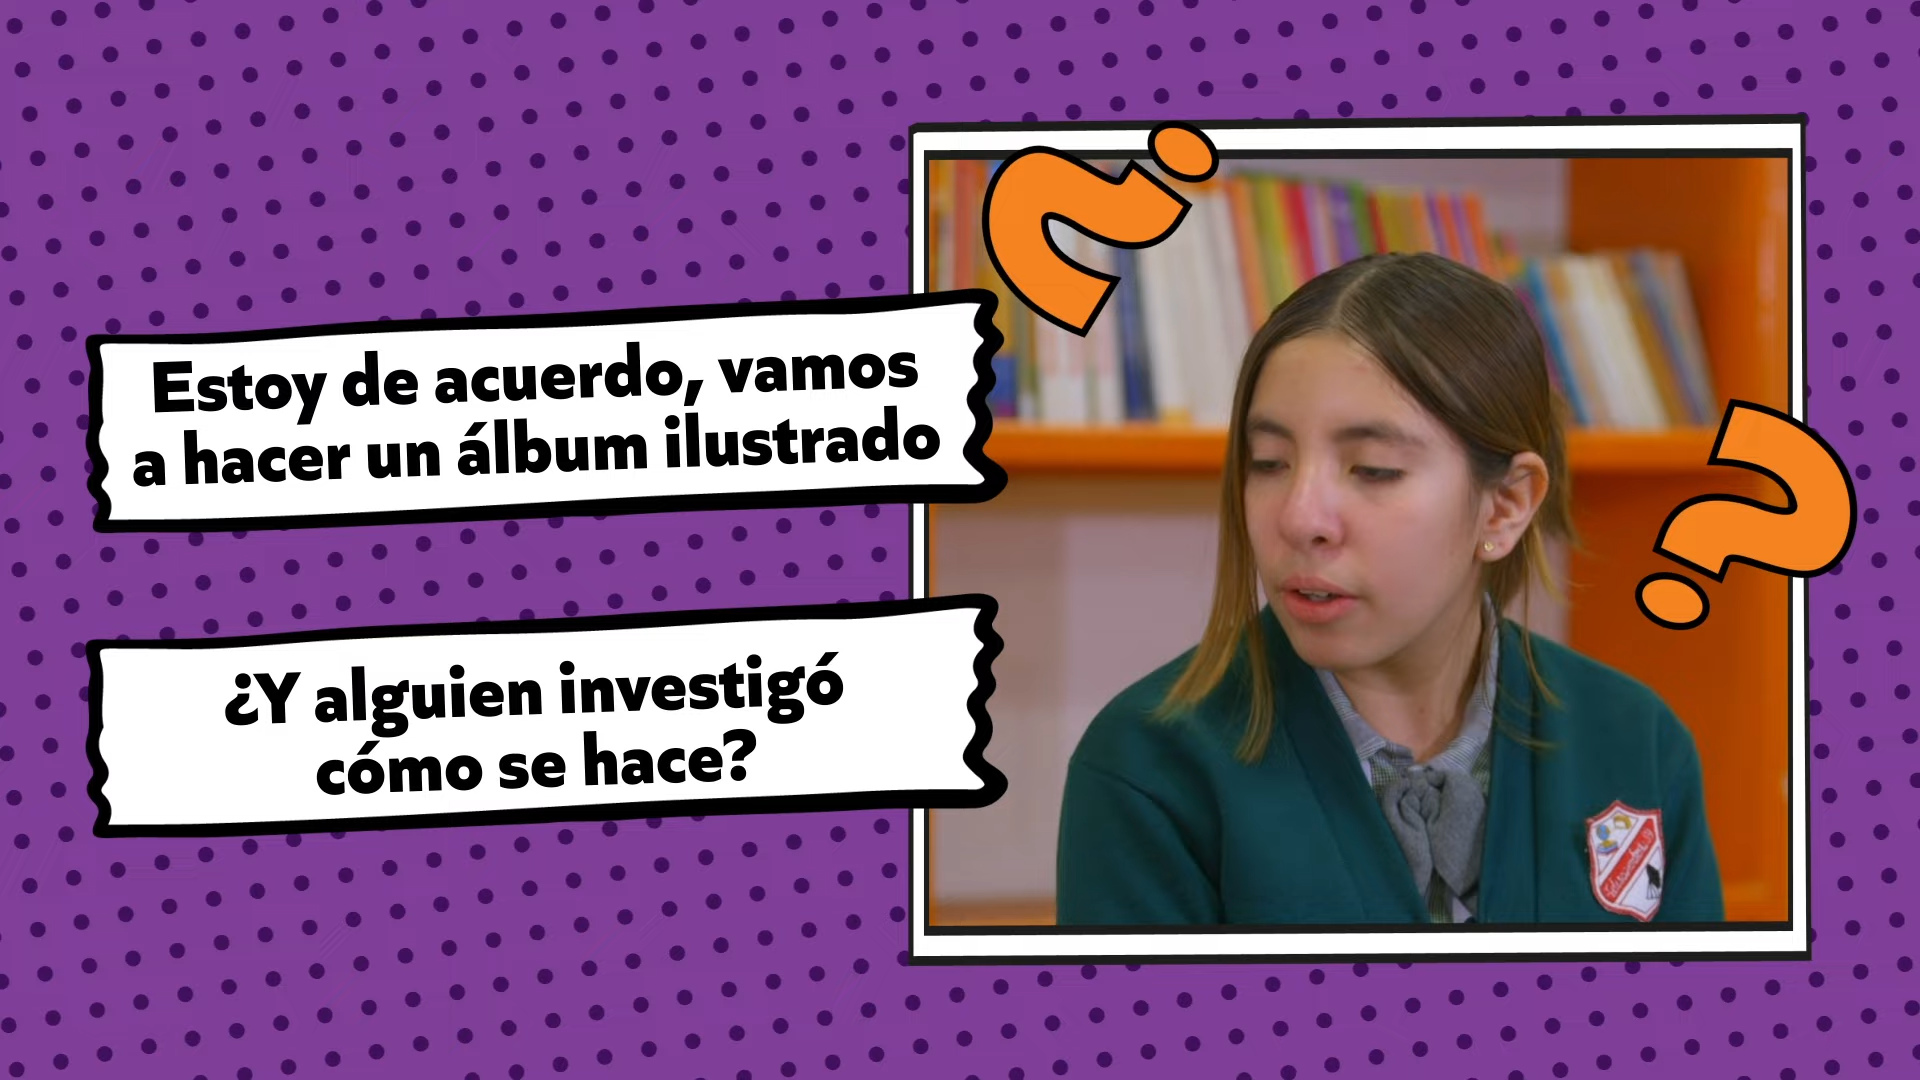 Estoy de acuerdo, vamos
a hacer un álbum ilustrado
¿Y alguien investigó
cómo se hace?